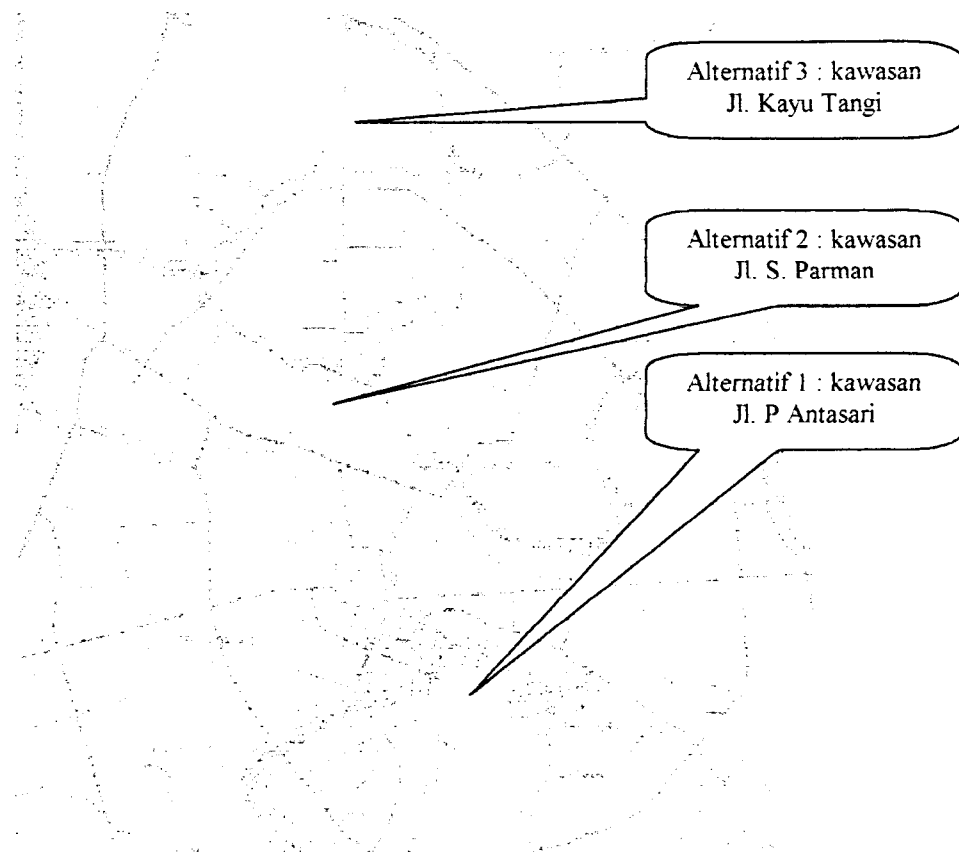 Alternatif 3 : kawasan
Jl. Kayu Tangi
Alternatif 2 : kawasan
Jl. S. Parman
Alternatif 1 : kawasan
Jl. P Antasari